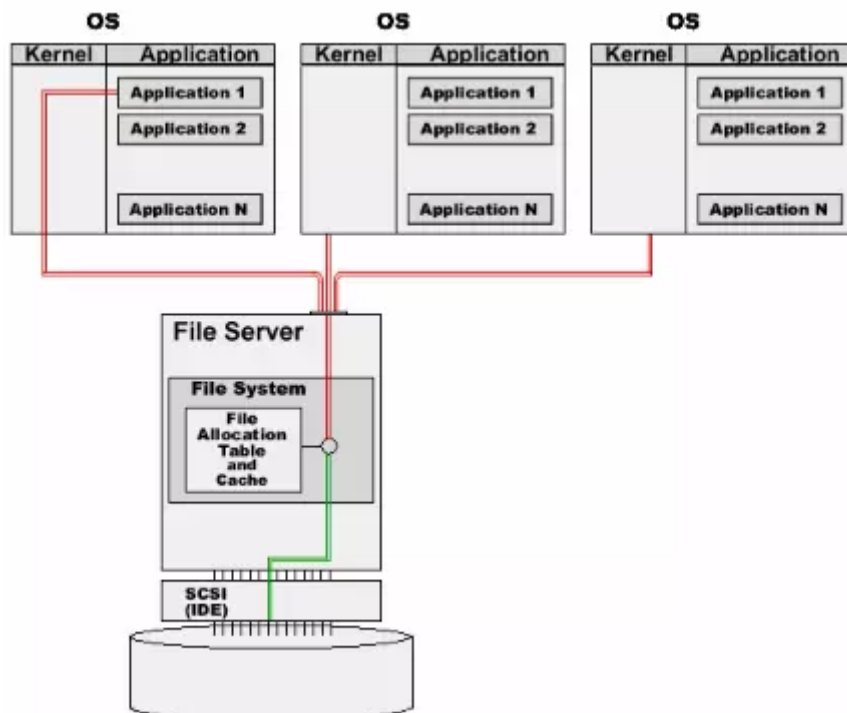 OS
OS
OS
Kernel
Application
Kernel
Application
Kernel
Application
Application 1
Application 1
Application 1
Application 2
Application 2
Application 2
Application N
Application N
Application N
File Server
File System
File
Allocation
Table
and
Cache
SCSI
(IDE)